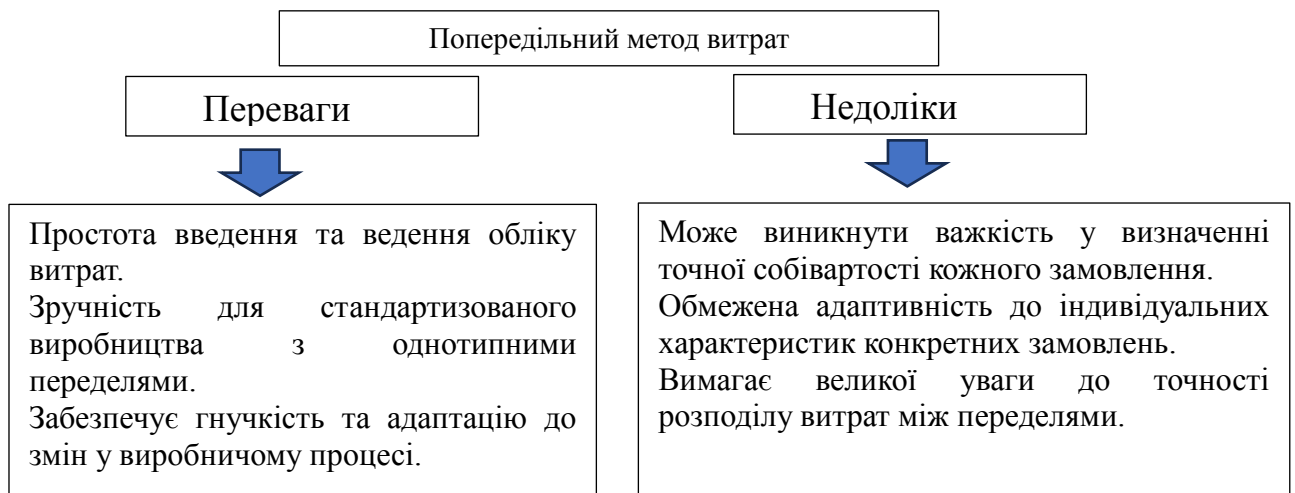 Попередільний метод витрат
Переваги
Недоліки
Простота введення та ведення обліку
витрат.
Зручність для стандартизованого
виробництва з однотипними
переделями.
Забезпечує гнучкість та адаптацію до
змін у виробничому процесі.
Може виникнути важкість у визначенні
точної собівартості кожного замовлення.
Обмежена адаптивність до індивідуальних
характеристик конкретних замовлень.
Вимагає великої уваги до точності
розподілу витрат між переделями.